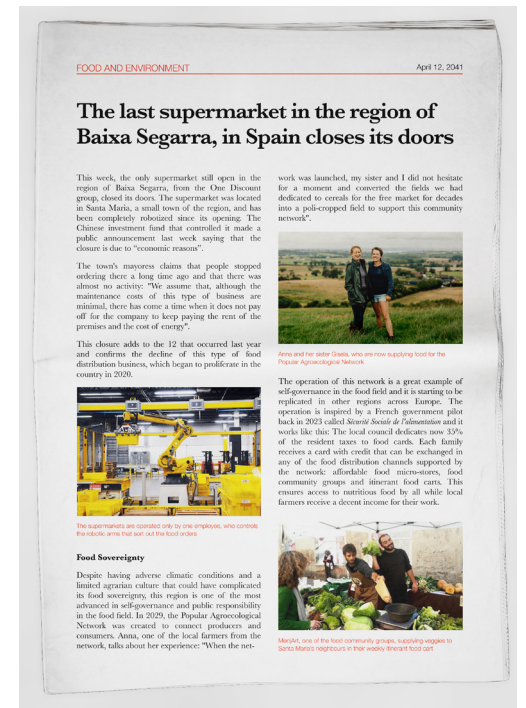 FOOD AND ENVIRONMENT
April 12, 2041
The last supermarket in the region of
Baixa Segarra, in Spain closes its doors
This week, the only supermarket still open in the
region of Baixa Segarra, from the One Discount
group, closed its doors. The supermarket was located
in Santa Maria, a small town of the region, and has
been completely robotized since its opening. The
Chinese investment fund that controlled it made a
public announcement last week saying that the
closure is due to “economic reasons”.
The town's mayoress claims that people stopped
ordering there a long time ago and that there was
almost no activity: "We assume that, although the
maintenance costs of this type of business are
minimal, there has come a time when it does not pay
off for the company to keep paying the rent of the
premises and the cost of energy".
This closure adds to the 12 that occurred last year
and confirms the decline of this type of food
distribution business, which began to proliferate in the
country in 2020.
The supermarkets are operated only by one employee, who controls
the robotic arms that sort out the food orders
Food Sovereignty
Despite having adverse climatic conditions and a
limited agrarian culture that could have complicated
its food sovereignty, this region is one of the most
advanced in self-governance and public responsibility
in the food field. In 2029, the Popular Agroecological
Network was created to connect producers and
consumers. Anna, one of the local farmers from the
network, talks about her experience: "When the net-
work was launched, my sister and I did not hesitate
for a moment and converted the fields we had
dedicated to cereals for the free market for decades
into a poli-cropped field to support this community
network".
Anna and her sister Gisela, who are now supplying food for the
Popular Agroecological Network
The operation of this network is a great example of
self-governance in the food field and it is starting to be
replicated in other regions across Europe. The
operation is inspired by a French government pilot
back in 2023 called Sécurité Sociale de l'alimentation and it
works like this: The local council dedicates now 35%
of the resident taxes to food cards. Each family
receives a card with credit that can be exchanged in
any of the food distribution channels supported by
the network: affordable food micro-stores, food
community groups and itinerant food carts. This
ensures access to nutritious food by all while local
farmers receive a decent income for their work.
MenjArt, one of the food community groups, supplying veggies to
Santa Maria's neighbours in their weekly itinerant food cart